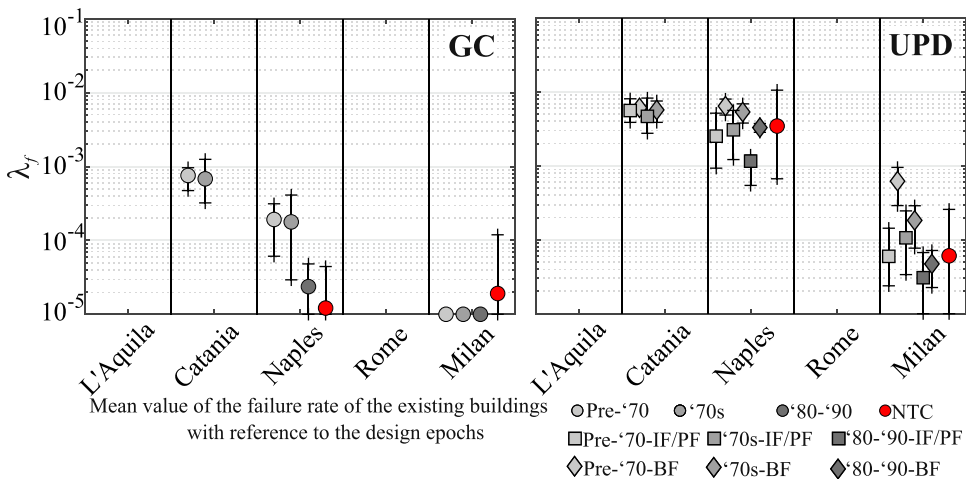 GC
UPD
10⁻¹
10⁻²
10⁻³
10⁻⁴
10⁻⁵
λf
L'Aquila
Catania
Naples
Rome
Milan
L'Aquila
Catania
Naples
Rome
Milan
Mean value of the failure rate of the existing buildings
with reference to the design epochs
Pre-‘70 ‘70s ‘80-‘90 NTC
Pre-‘70-IF/PF ‘70s-IF/PF ‘80-‘90-IF/PF
Pre-‘70-BF ‘70s-BF ‘80-‘90-BF